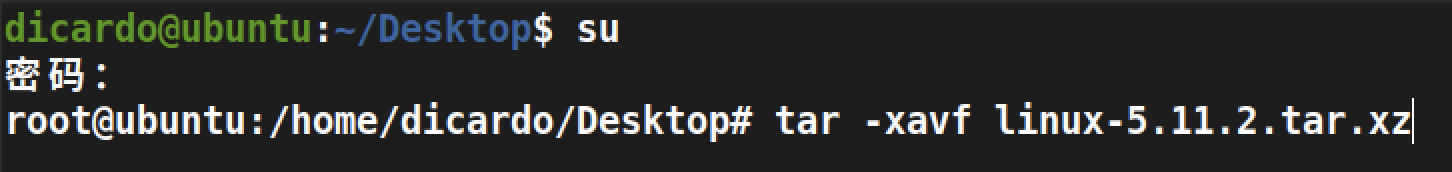 dicardo@ubuntu:~/Desktop$ su
密码：
root@ubuntu:/home/dicardo/Desktop# tar -xavf linux-5.11.2.tar.xz